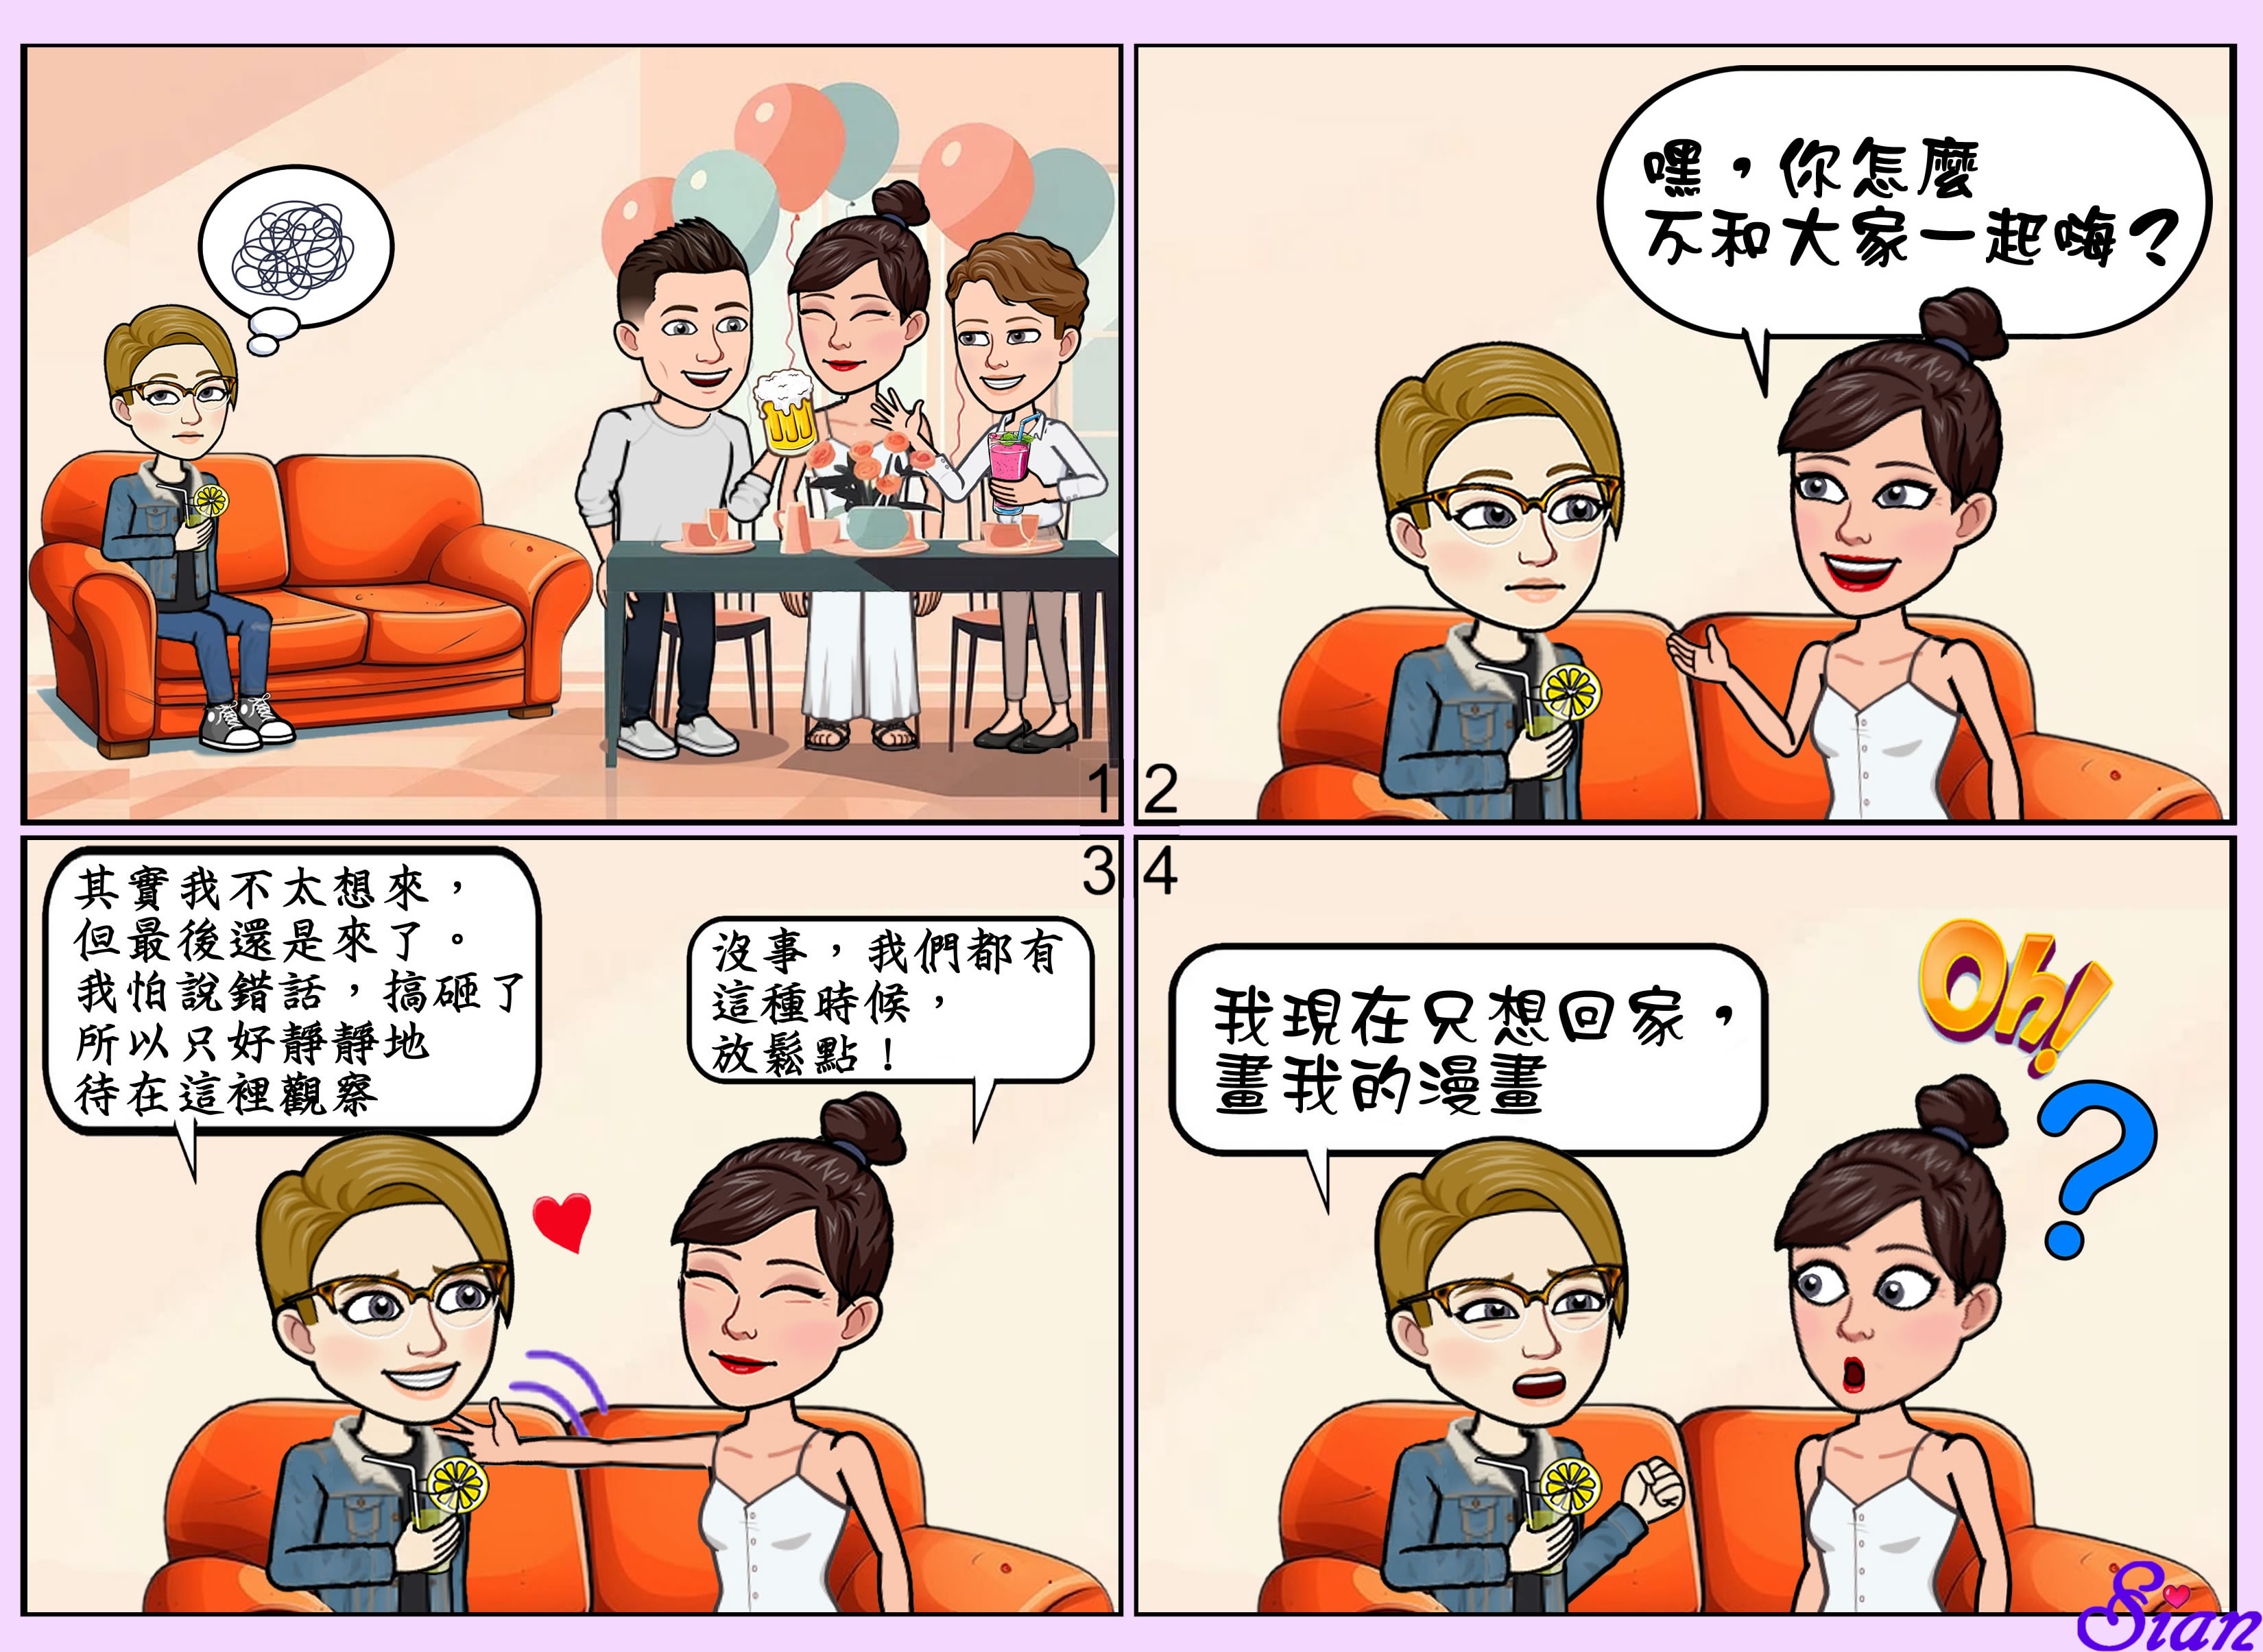 1
2
嘿，你怎麼
不和大家一起嗨？
3
其實我不太想來，
但最後還是來了。
我怕說錯話，搞砸了
所以只好靜靜地
待在這裡觀察
沒事，我們都有
這種時候，
放鬆點！
4
我現在只想回家，
畫我的漫畫
Oh!
?
Sian